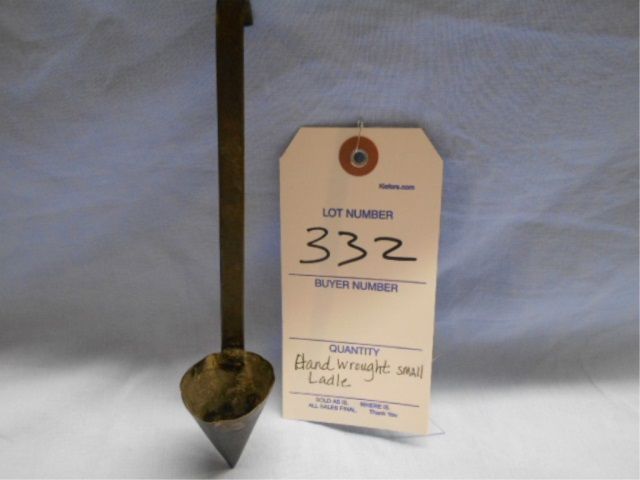 Kiefers.com
LOT NUMBER
332
BUYER NUMBER
QUANTITY
Hand Wrought small
Ladle
SOLD AS IS, WHERE IS.
ALL SALES FINAL. Thank You